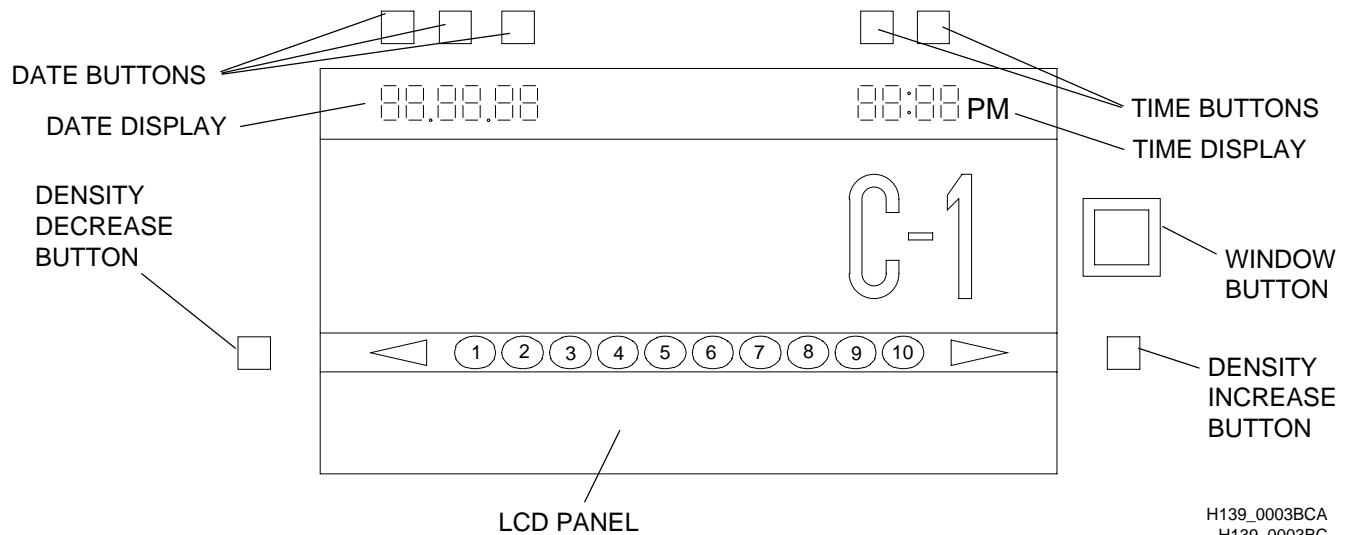 DATE BUTTONS
DATE DISPLAY
88.88.88
88:88 PM
TIME BUTTONS
TIME DISPLAY
DENSITY
DECREASE
BUTTON
C-1
WINDOW
BUTTON
1 2 3 4 5 6 7 8 9 10
DENSITY
INCREASE
BUTTON
LCD PANEL
H139_0003BCA
H139_0003BC